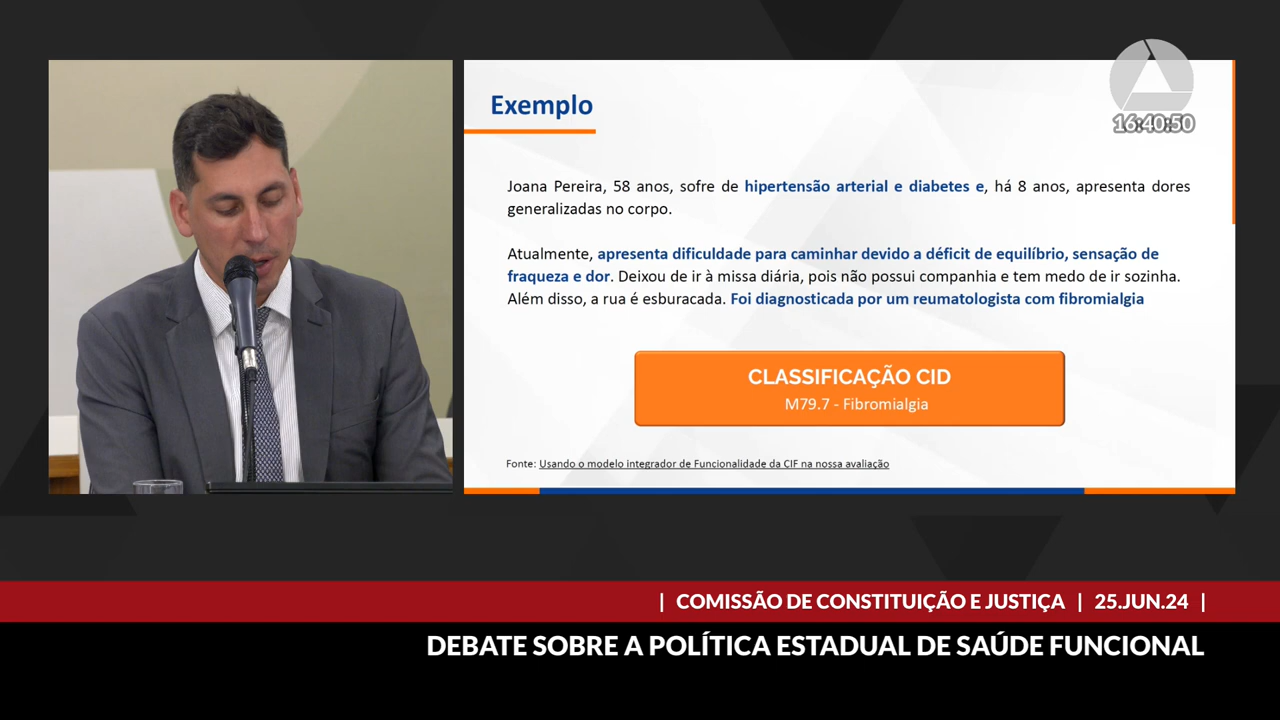 16:40:50
Exemplo
Joana Pereira, 58 anos, sofre de hipertensão arterial e diabetes e, há 8 anos, apresenta dores
generalizadas no corpo.
Atualmente, apresenta dificuldade para caminhar devido a déficit de equilíbrio, sensação de
fraqueza e dor. Deixou de ir à missa diária, pois não possui companhia e tem medo de ir sozinha.
Além disso, a rua é esburacada. Foi diagnosticada por um reumatologista com fibromialgia
CLASSIFICAÇÃO CID
M79.7 - Fibromialgia
Fonte: Usando o modelo integrador de Funcionalidade da CIF na nossa avaliação
| COMISSÃO DE CONSTITUIÇÃO E JUSTIÇA | 25.JUN.24 |
DEBATE SOBRE A POLÍTICA ESTADUAL DE SAÚDE FUNCIONAL